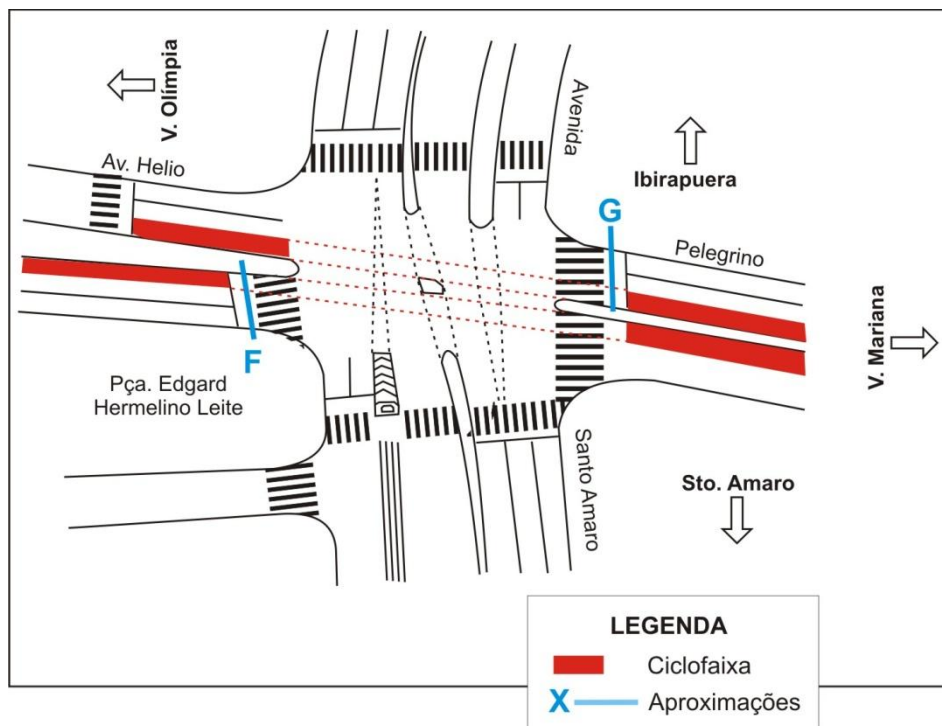 V. Olímpia
Av. Helio
Avenida
Ibirapuera
G
Pelegrino
F
V. Mariana
Pça. Edgard
Hermelino Leite
Santo Amaro
Sto. Amaro
LEGENDA
Ciclofaixa
X Aproximações